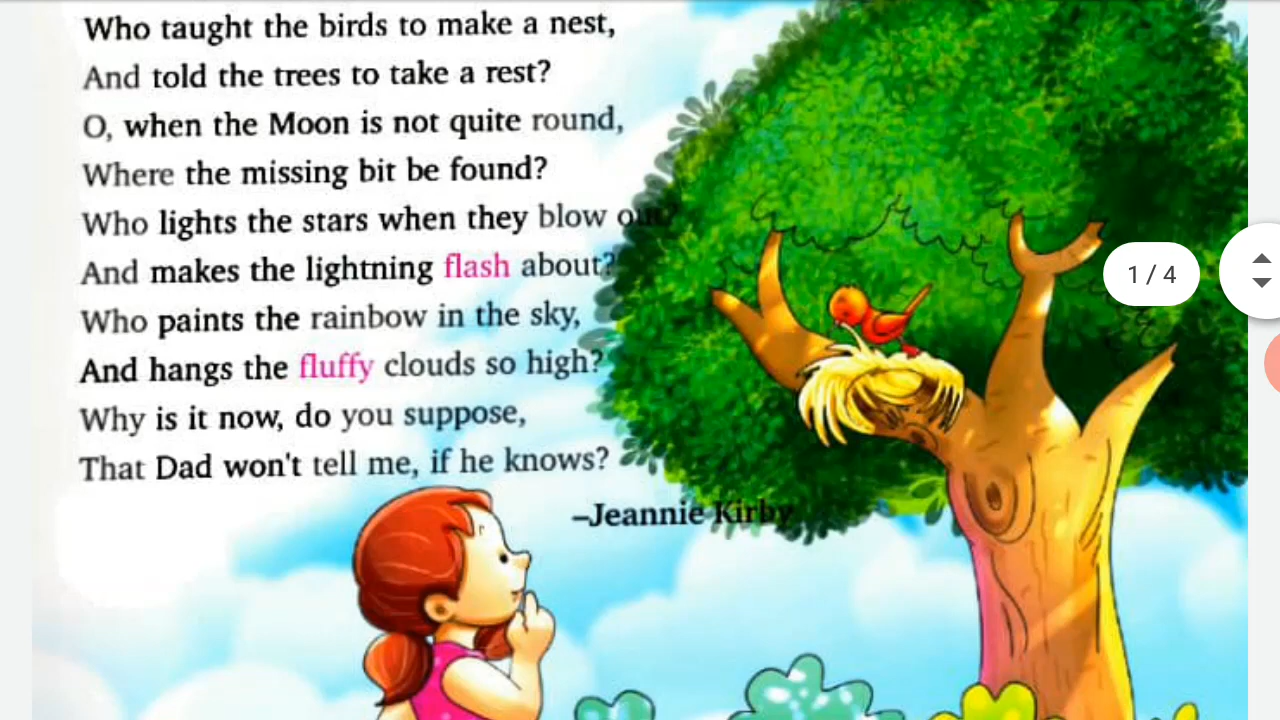 Who taught the birds to make a nest,
And told the trees to take a rest?
O, when the Moon is not quite round,
Where the missing bit be found?
Who lights the stars when they blow out?
And makes the lightning flash about?
Who paints the rainbow in the sky,
And hangs the fluffy clouds so high?
Why is it now, do you suppose,
That Dad won't tell me, if he knows?
–Jeannie Kirby
1 / 4